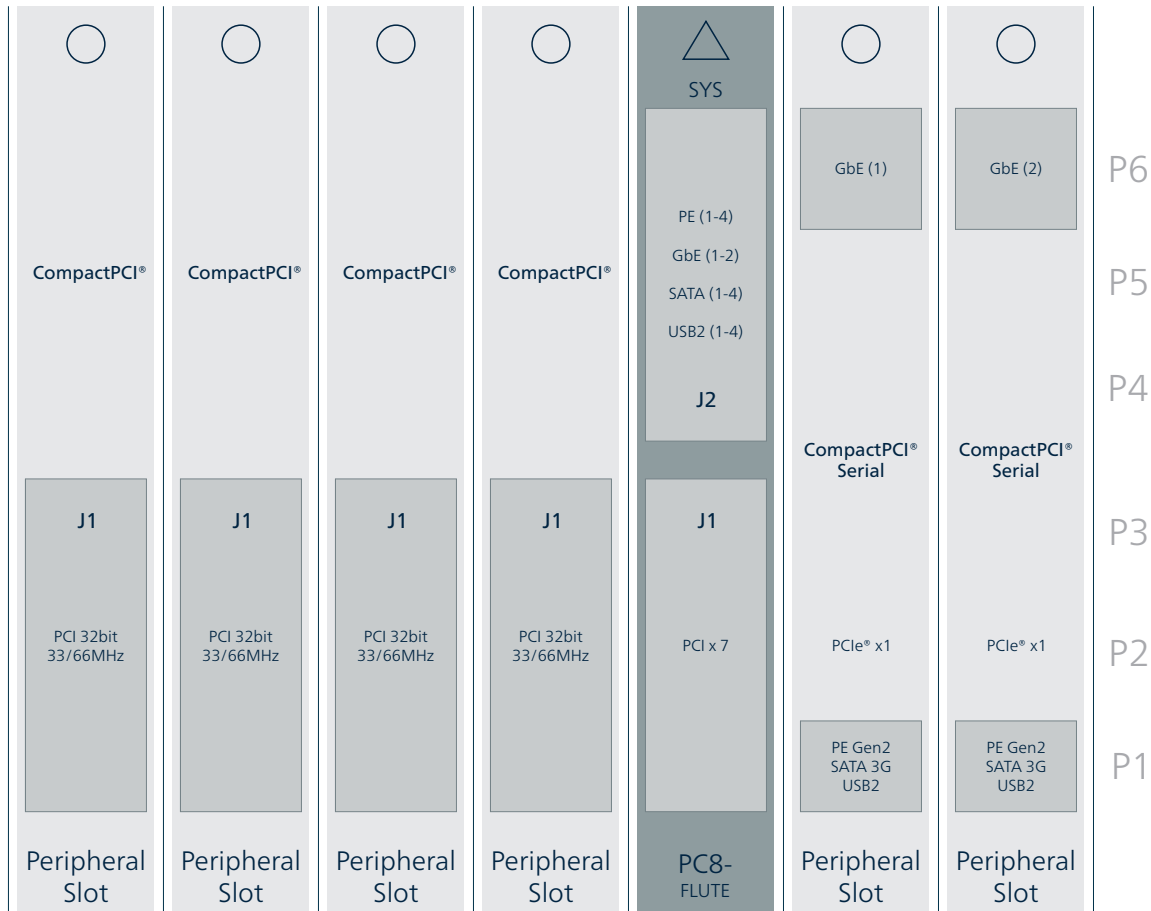 SYS
GbE (1)
GbE (2)
P6
PE (1-4)
GbE (1-2)
SATA (1-4)
USB2 (1-4)
CompactPCI®
CompactPCI®
CompactPCI®
CompactPCI®
P5
J2
P4
CompactPCI®
Serial
CompactPCI®
Serial
J1
J1
J1
J1
J1
P3
PCI 32bit
33/66MHz
PCI 32bit
33/66MHz
PCI 32bit
33/66MHz
PCI 32bit
33/66MHz
PCI x 7
PCIe® x1
PCIe® x1
P2
PE Gen2
SATA 3G
USB2
PE Gen2
SATA 3G
USB2
P1
Peripheral
Slot
Peripheral
Slot
Peripheral
Slot
Peripheral
Slot
PC8-
FLUTE
Peripheral
Slot
Peripheral
Slot